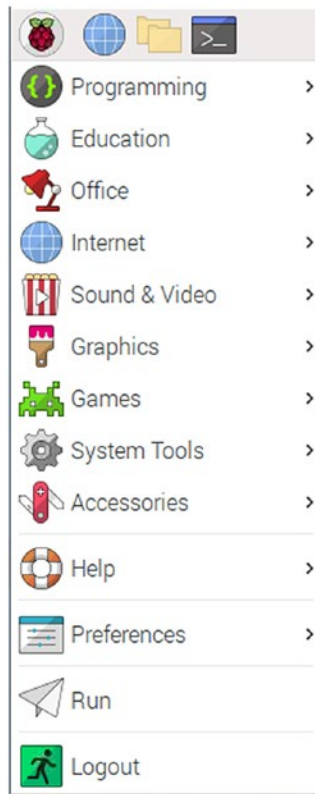 Programming
Education
Office
Internet
Sound & Video
Graphics
Games
System Tools
Accessories
Help
Preferences
Run
Logout